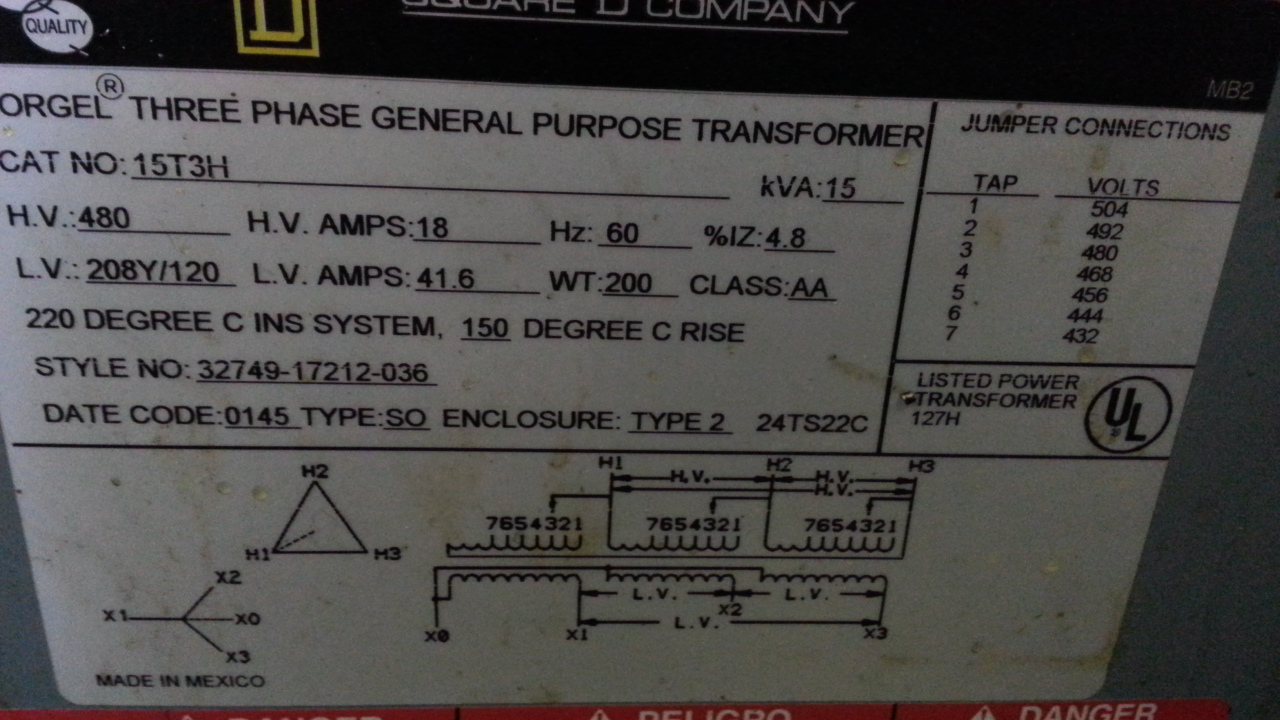 QUALITY
SQUARE D COMPANY
MB2
ORGEL® THREE PHASE GENERAL PURPOSE TRANSFORMER
CAT NO: 15T3H kVA: 15
H.V.: 480 H.V. AMPS: 18 Hz: 60 %IZ: 4.8
L.V.: 208Y/120 L.V. AMPS: 41.6 WT: 200 CLASS: AA
220 DEGREE C INS SYSTEM, 150 DEGREE C RISE
STYLE NO: 32749-17212-036
DATE CODE: 0145 TYPE: SO ENCLOSURE: TYPE 2 24TS22C
JUMPER CONNECTIONS
TAP VOLTS
1 504
2 492
3 480
4 468
5 456
6 444
7 432
LISTED POWER
TRANSFORMER
127H
UL
H2
H1 H3
X2
X1 X0
X3
H1 H2 H3
H.V. H.V.
H.V.
7654321 7654321 7654321
L.V. L.V.
X2
L.V.
X0 X1 X3
MADE IN MEXICO
DANGER PELIGRO DANGER